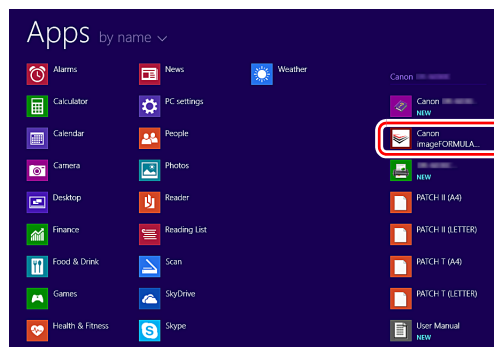 Apps by name
Alarms
Calculator
Calendar
Camera
Desktop
Finance
Food & Drink
Games
Health & Fitness
News
PC settings
People
Photos
Reader
Reading List
Scan
SkyDrive
Skype
Weather
Canon
Canon
NEW
Canon
imageFORMULA...
NEW
PATCH II (A4)
PATCH II (LETTER)
PATCH T (A4)
PATCH T (LETTER)
User Manual
NEW